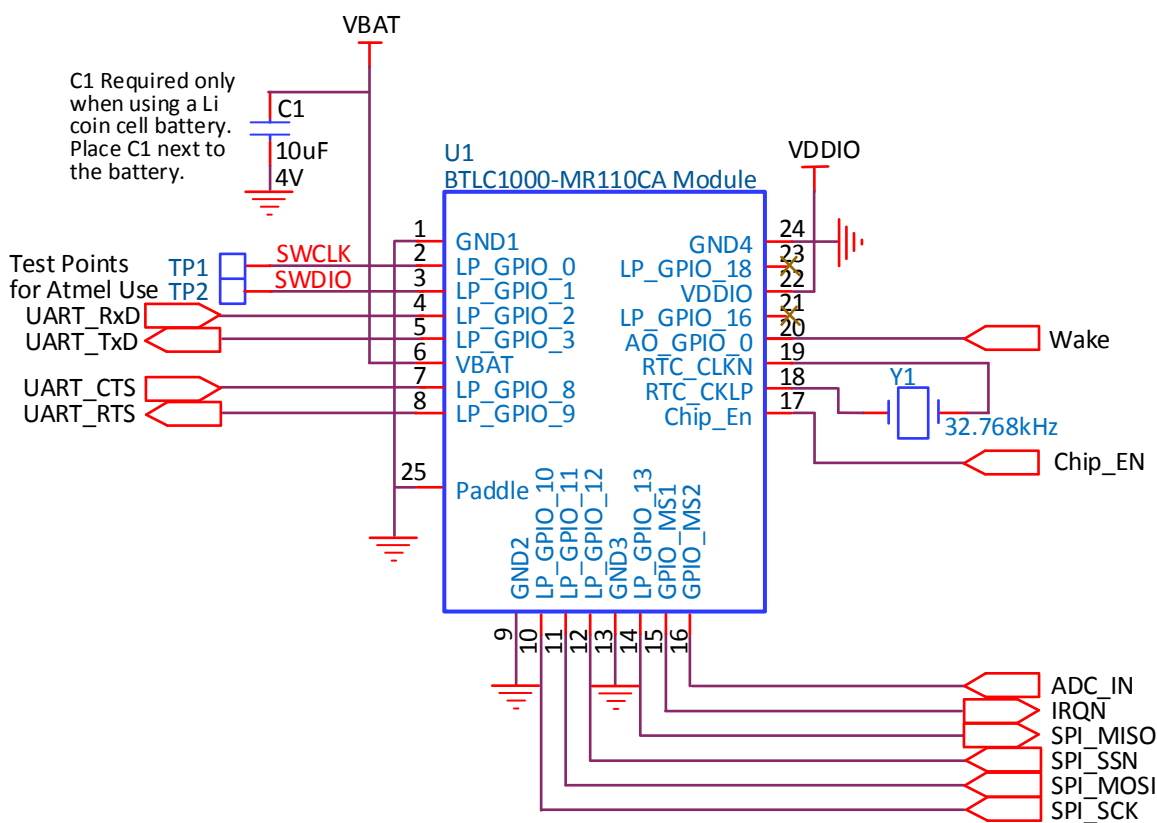 VBAT
C1 Required only
when using a Li
coin cell battery.
Place C1 next to
the battery.
C1
10uF
4V
U1
BTLC1000-MR110CA Module
VDDIO
1
GND1
2
LP_GPIO_0
3
LP_GPIO_1
4
LP_GPIO_2
5
LP_GPIO_3
6
VBAT
7
LP_GPIO_8
8
LP_GPIO_9
25
Paddle
SWCLK
SWDIO
Test Points
for Atmel Use
TP1
TP2
UART_RxD
UART_TxD
UART_CTS
UART_RTS
24
GND4
23
LP_GPIO_18
22
VDDIO
21
LP_GPIO_16
20
AO_GPIO_0
19
RTC_CLKN
18
RTC_CKLP
17
Chip_En
Wake
Y1
32.768kHz
Chip_EN
GND2
LP_GPIO_10
LP_GPIO_11
LP_GPIO_12
GND3
LP_GPIO_13
GPIO_MS1
GPIO_MS2
9
10
11
12
13
14
15
16
ADC_IN
IRQN
SPI_MISO
SPI_SSN
SPI_MOSI
SPI_SCK